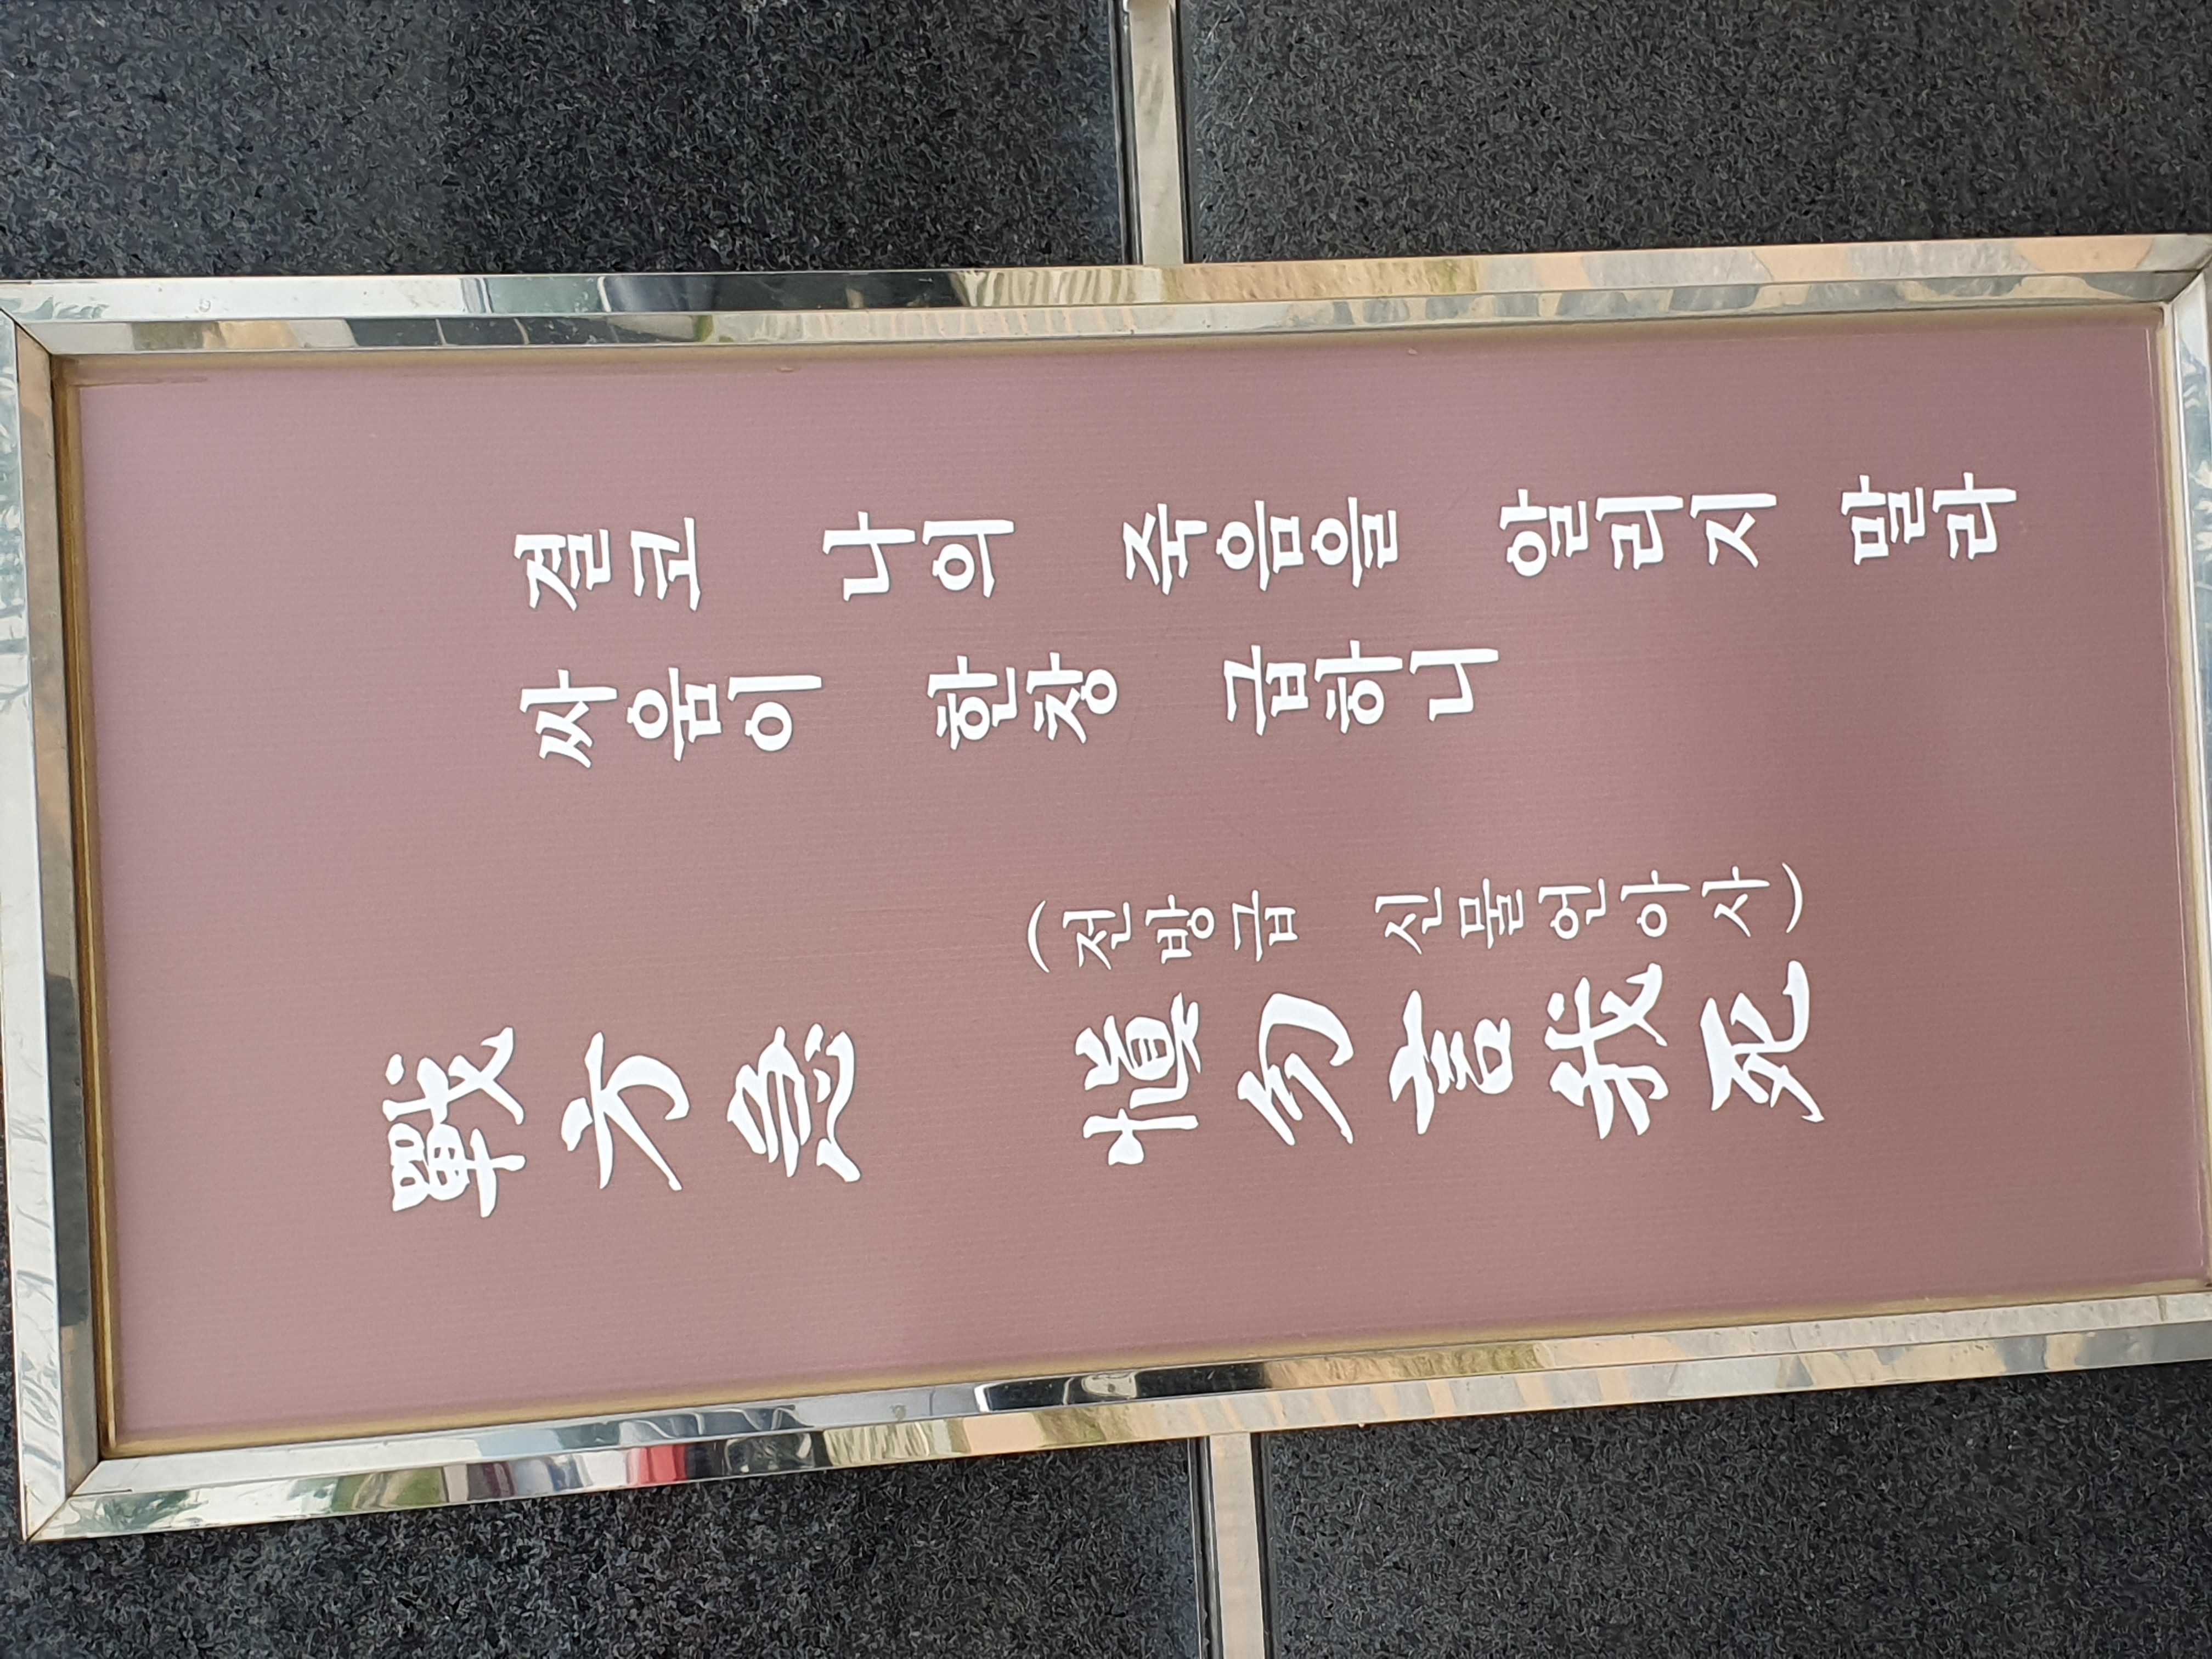 戰方急 愼勿言我死
(전방급 신물언아사)
싸움이 한창 급하니
결코 나의 죽음을 알리지 말라